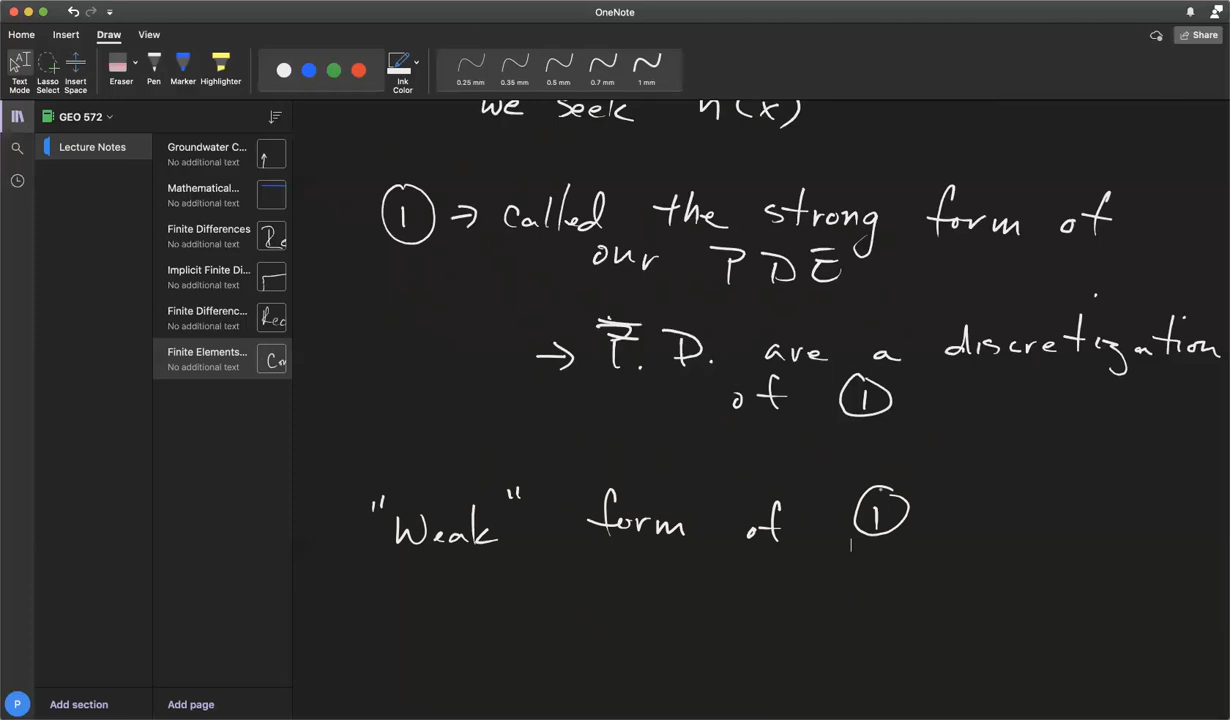 OneNote
Home Insert Draw View
Share
Text Mode
Lasso Select
Insert Space
Eraser
Pen
Marker
Highlighter
Ink Color
0.25 mm 0.35 mm 0.5 mm 0.7 mm 1 mm
GEO 572
Lecture Notes
Groundwater C...
No additional text
Mathematical...
No additional text
Finite Differences
No additional text
Implicit Finite Di...
No additional text
Finite Differenc...
No additional text
Finite Elements...
No additional text
P
Add section
Add page
we seek h(x)
① → called the strong form of
our PDE
→ F. D. are a discretization
of ①
"Weak" form of ①